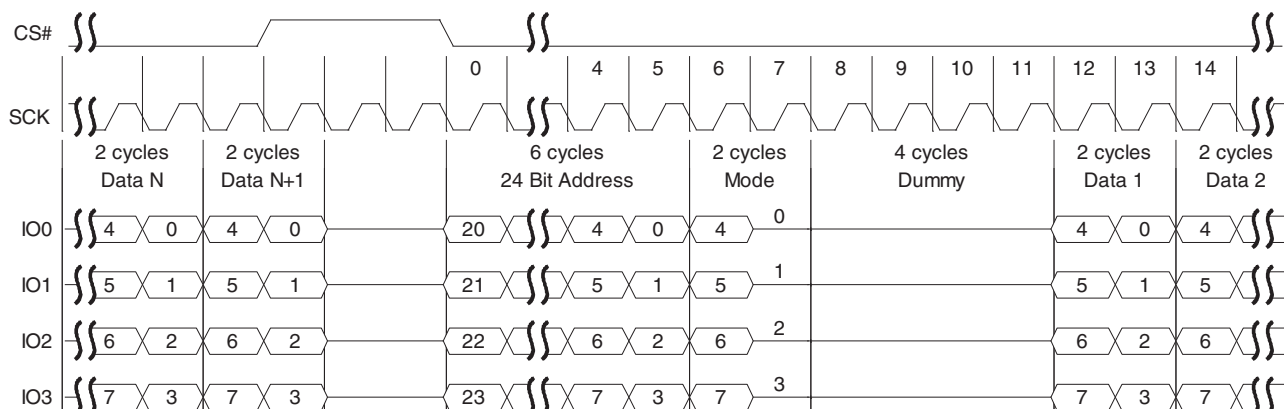 CS#
0 4 5 6 7 8 9 10 11 12 13 14
SCK
2 cycles 2 cycles 6 cycles 2 cycles 4 cycles 2 cycles 2 cycles
Data N Data N+1 24 Bit Address Mode Dummy Data 1 Data 2
IO0 4 0 4 0 20 4 0 4 0 4 0 4
IO1 5 1 5 1 21 5 1 5 1 5 1 5
IO2 6 2 6 2 22 6 2 6 2 6 2 6
IO3 7 3 7 3 23 7 3 7 3 7 3 7